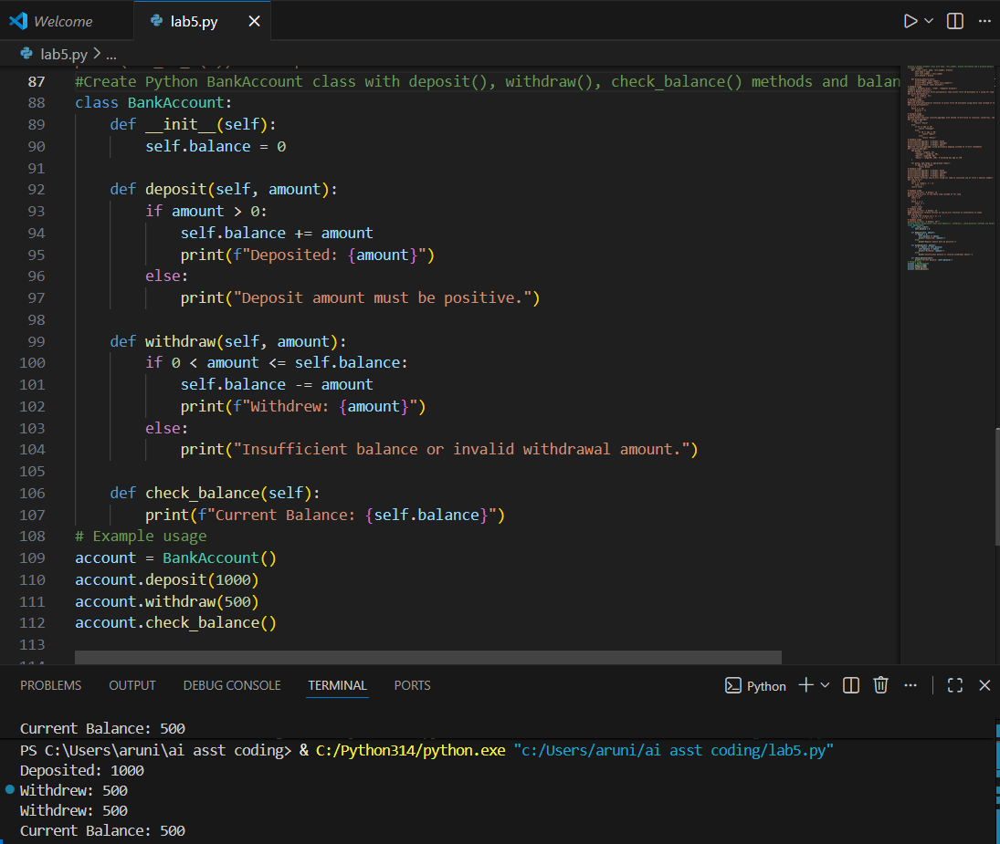 Welcome
lab5.py
lab5.py > ...
87 #Create Python BankAccount class with deposit(), withdraw(), check_balance() methods and balan
88 class BankAccount:
89     def __init__(self):
90         self.balance = 0
91
92     def deposit(self, amount):
93         if amount > 0:
94             self.balance += amount
95             print(f"Deposited: {amount}")
96         else:
97             print("Deposit amount must be positive.")
98
99     def withdraw(self, amount):
100         if 0 < amount <= self.balance:
101             self.balance -= amount
102             print(f"Withdrew: {amount}")
103         else:
104             print("Insufficient balance or invalid withdrawal amount.")
105
106     def check_balance(self):
107         print(f"Current Balance: {self.balance}")
108 # Example usage
109 account = BankAccount()
110 account.deposit(1000)
111 account.withdraw(500)
112 account.check_balance()
113
PROBLEMS OUTPUT DEBUG CONSOLE TERMINAL PORTS Python
Current Balance: 500
PS C:\Users\aruni\ai asst coding> & C:/Python314/python.exe "c:/Users/aruni/ai asst coding/lab5.py"
Deposited: 1000
Withdrew: 500
Withdrew: 500
Current Balance: 500